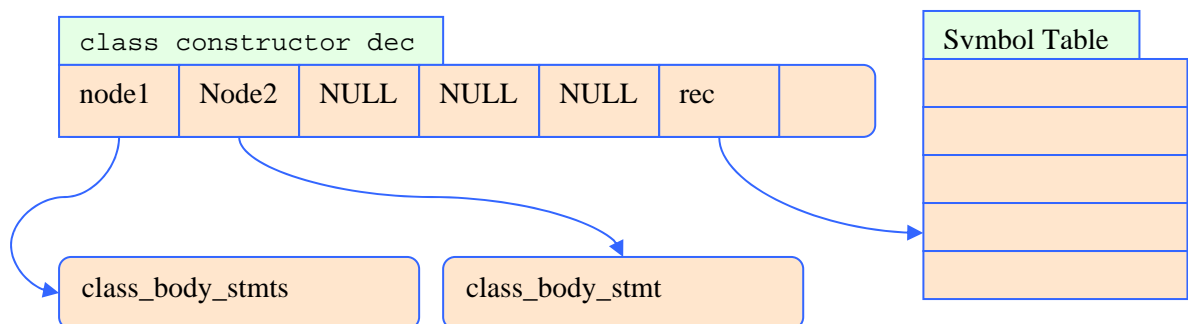 class constructor dec
Svmbol Table
node1 Node2 NULL NULL NULL rec
class_body_stmts
class_body_stmt